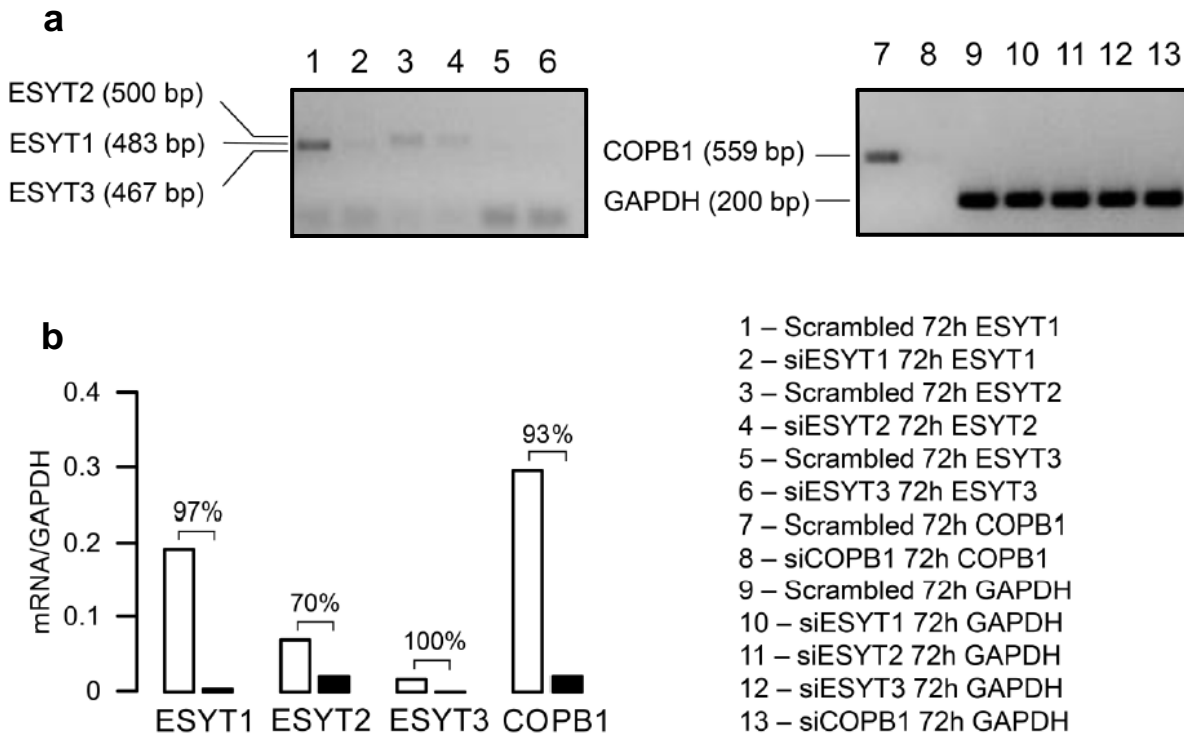 a
1 2 3 4 5 6
7 8 9 10 11 12 13
ESYT2 (500 bp)
ESYT1 (483 bp)
ESYT3 (467 bp)
COPB1 (559 bp)
GAPDH (200 bp)
b
mRNA/GAPDH
0.4
0.3
0.2
0.1
0
97%
70%
100%
93%
ESYT1 ESYT2 ESYT3 COPB1
1 – Scrambled 72h ESYT1
2 – siESYT1 72h ESYT1
3 – Scrambled 72h ESYT2
4 – siESYT2 72h ESYT2
5 – Scrambled 72h ESYT3
6 – siESYT3 72h ESYT3
7 – Scrambled 72h COPB1
8 – siCOPB1 72h COPB1
9 – Scrambled 72h GAPDH
10 – siESYT1 72h GAPDH
11 – siESYT2 72h GAPDH
12 – siESYT3 72h GAPDH
13 – siCOPB1 72h GAPDH